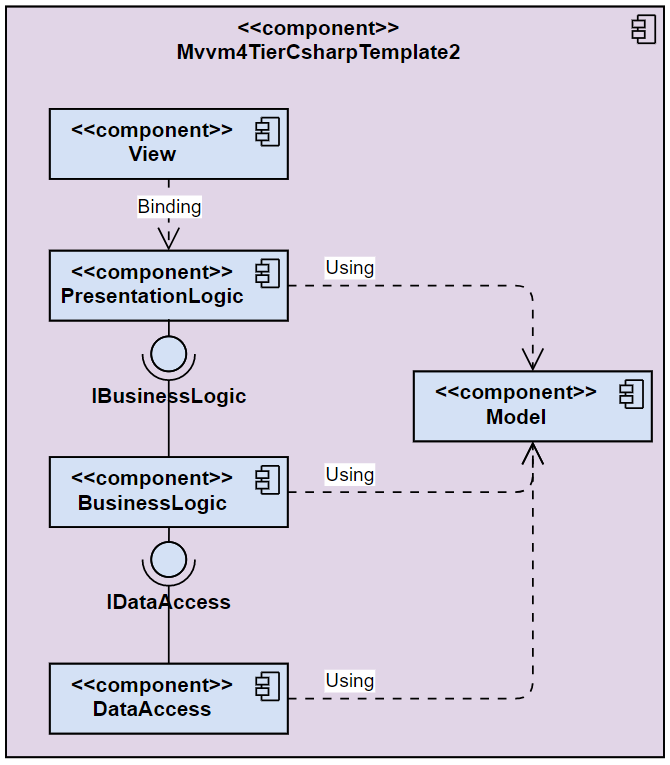 <<component>>
Mvvm4TierCsharpTemplate2
<<component>>
View
Binding
<<component>>
PresentationLogic
Using
IBusinessLogic
<<component>>
Model
<<component>>
BusinessLogic
Using
IDataAccess
<<component>>
DataAccess
Using